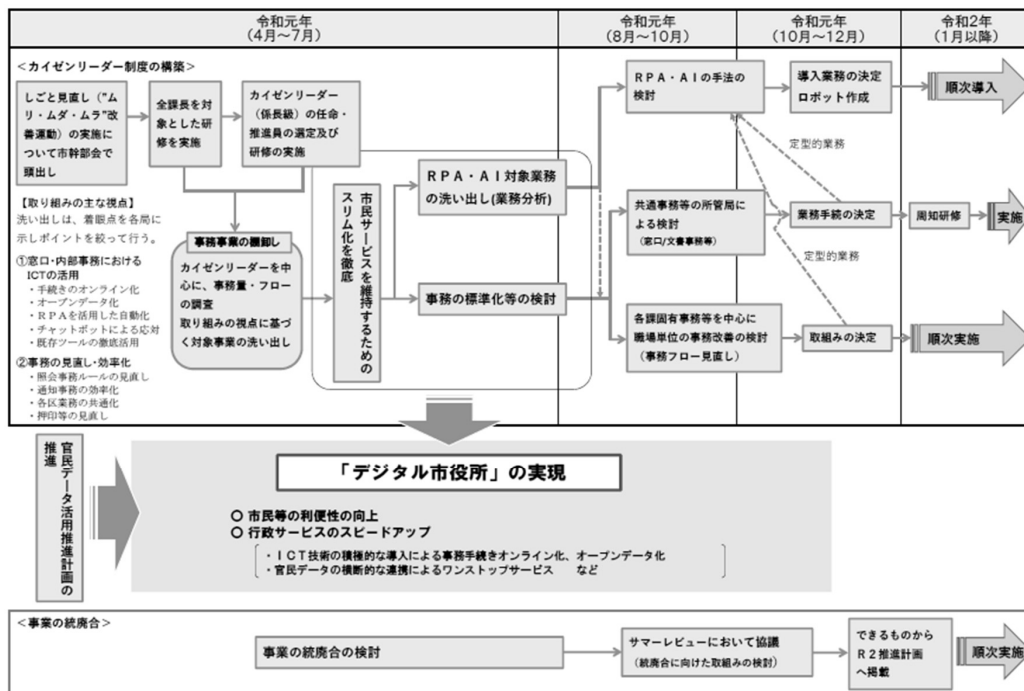 令和元年
(4月～7月)
令和元年
(8月～10月)
令和元年
(10月～12月)
令和2年
(1月以降)
＜カイゼンリーダー制度の構築＞
しごと見直し("ム
リ・ムダ・ムラ"改
善運動）の実施に
ついて市幹部会で
頭出し
全課長を対
象とした研
修を実施
カイゼンリーダー
（係長級）の任命・
推進員の選定及び
研修の実施
【取り組みの主な視点】
洗い出しは、着眼点を各局に
示しポイントを絞って行う。
①窓口・内部事務における
ICTの活用
・手続きのオンライン化
・オープンデータ化
・ＲＰＡを活用した自動化
・チャットボットによる応対
・既存ツールの徹底活用
②事務の見直し・効率化
・照会事務ルールの見直し
・通知事務の効率化
・各区業務の共通化
・押印等の見直し
事務事業の棚卸し
カイゼンリーダーを中
心に、事務量・フロー
の調査
取り組みの視点に基づ
く対象事業の洗い出し
市民サービスを維持するための
スリム化を徹底
ＲＰＡ・ＡＩ対象業務
の洗い出し(業務分析)
事務の標準化等の検討
ＲＰＡ・ＡＩの手法の
検討
導入業務の決定
ロボット作成
順次導入
定型的業務
共通事務等の所管局
による検討
（窓口/文書事務等）
業務手続の決定
周知研修
実施
定型的業務
各課固有事務等を中心に
職場単位の事務改善の検討
（事務フロー見直し）
取組みの決定
順次実施
官民データ活用推進計画の
推進
「デジタル市役所」の実現
○ 市民等の利便性の向上
○ 行政サービスのスピードアップ
・ＩＣＴ技術の積極的な導入による事務手続きオンライン化、オープンデータ化
・官民データの横断的な連携によるワンストップサービス　など
＜事業の統廃合＞
事業の統廃合の検討
サマーレビューにおいて協議
（統廃合に向けた取組みの検討）
できるものから
Ｒ２推進計画
へ掲載
順次実施